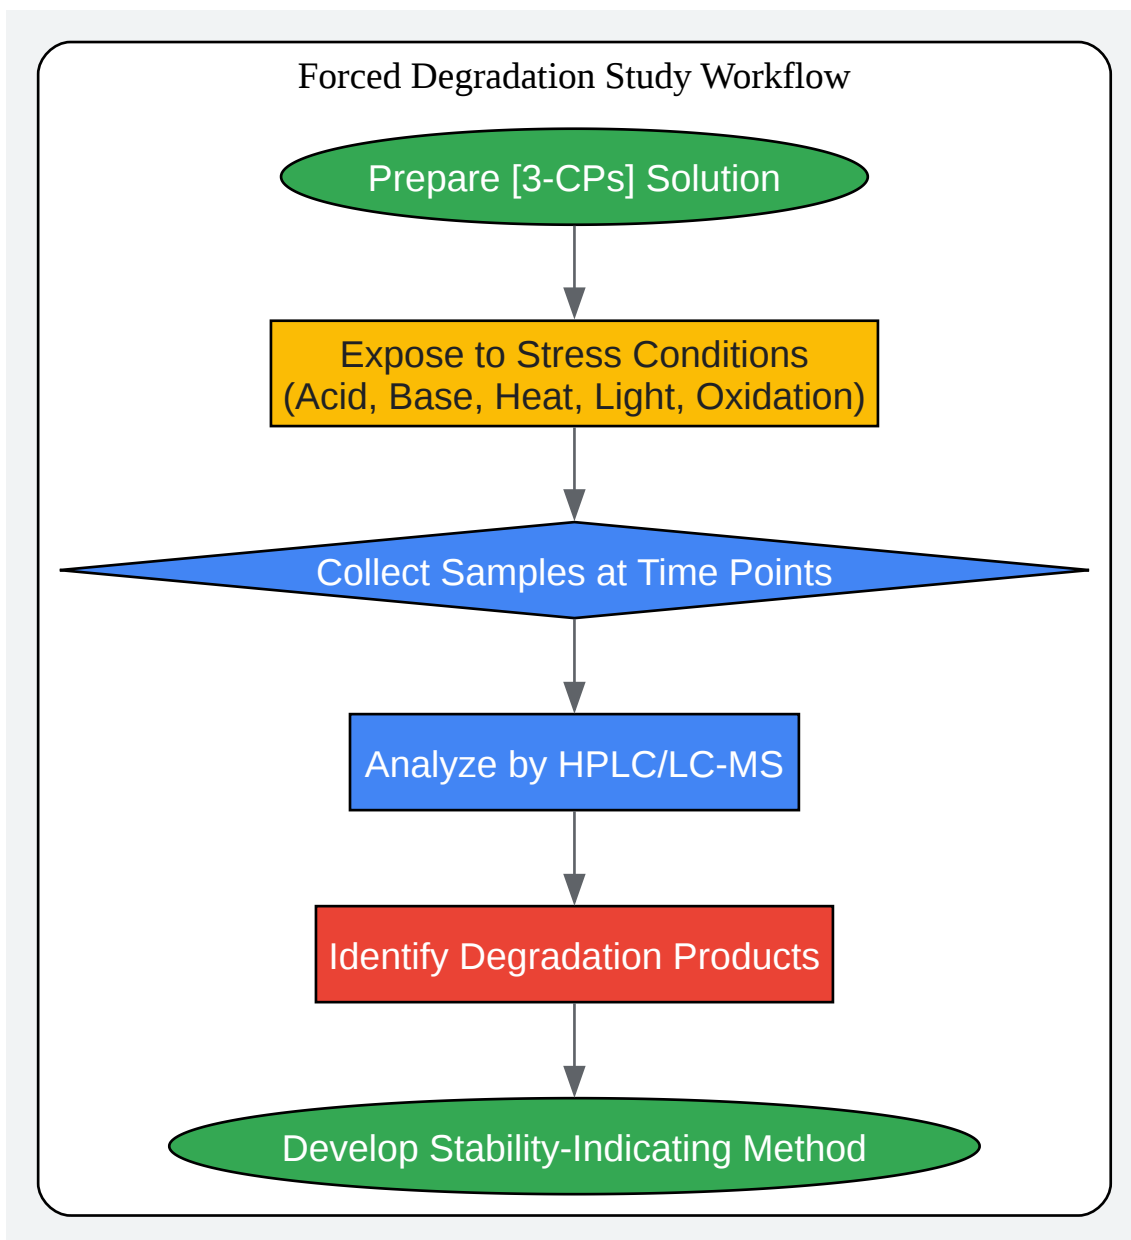 Forced Degradation Study Workflow
Prepare [3-CPs] Solution
Expose to Stress Conditions
(Acid, Base, Heat, Light, Oxidation)
Collect Samples at Time Points
Analyze by HPLC/LC-MS
Identify Degradation Products
Develop Stability-Indicating Method